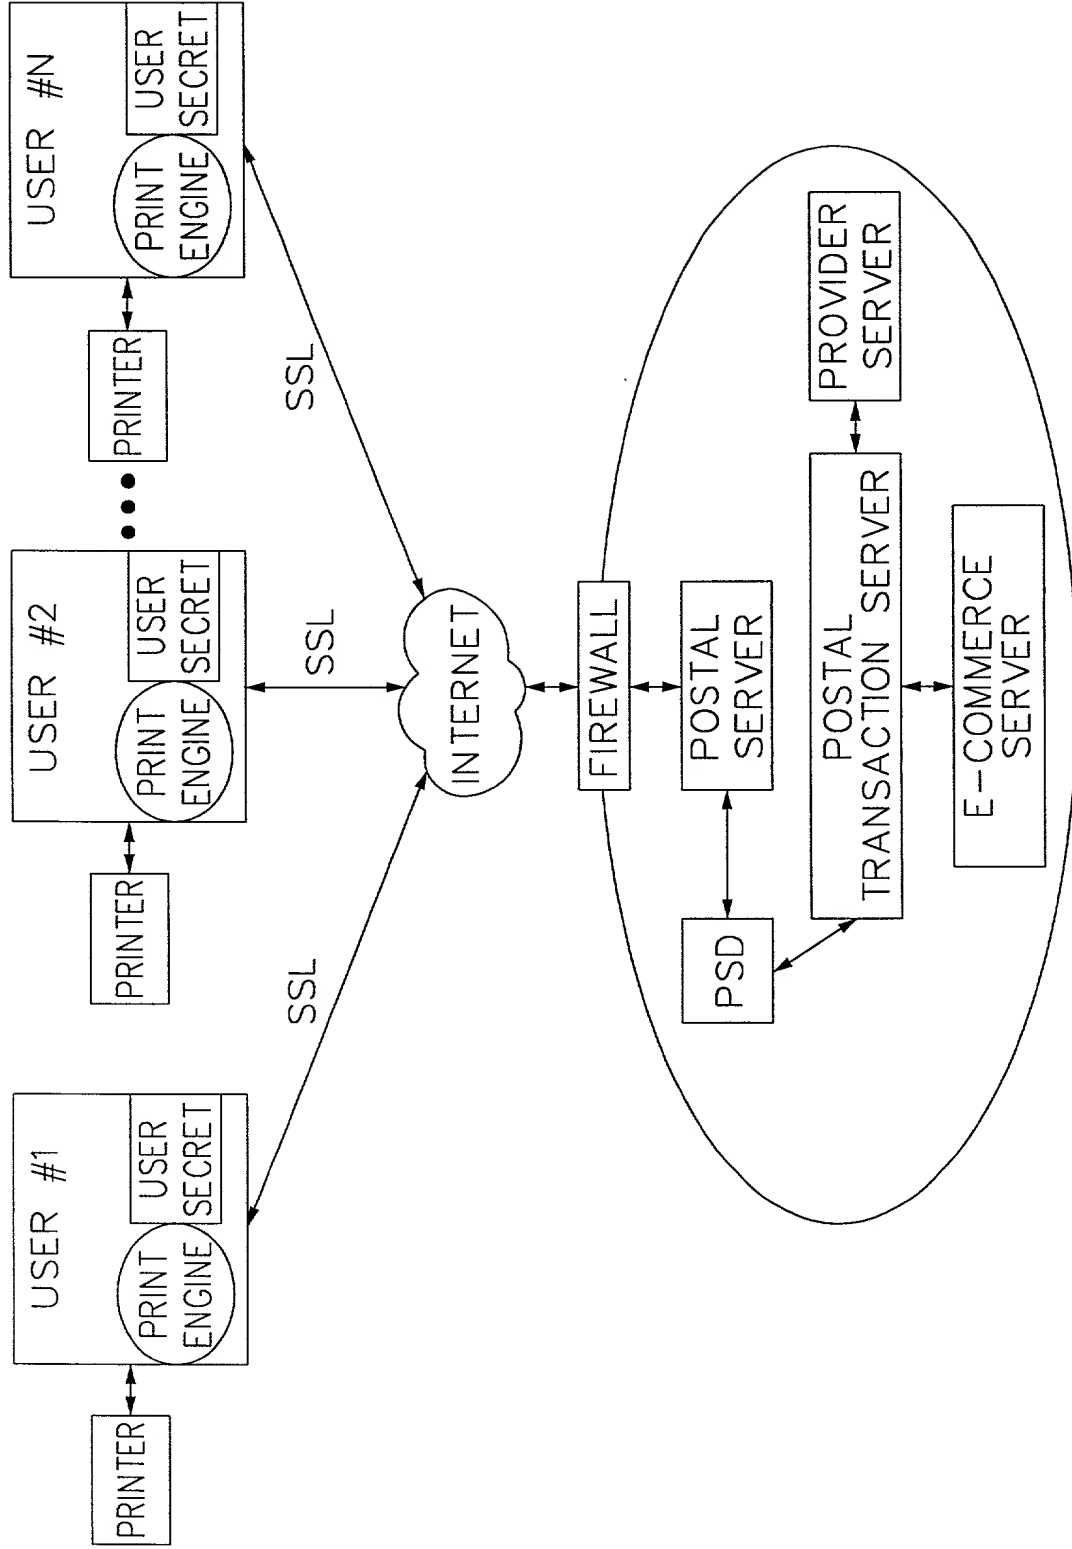 USER #1
PRINT
ENGINE
USER
SECRET
PRINTER
USER #2
PRINT
ENGINE
USER
SECRET
PRINTER
USER #N
PRINT
ENGINE
USER
SECRET
PRINTER
SSL
SSL
SSL
INTERNET
FIREWALL
PSD
POSTAL
SERVER
POSTAL
TRANSACTION SERVER
PROVIDER
SERVER
E-COMMERCE
SERVER